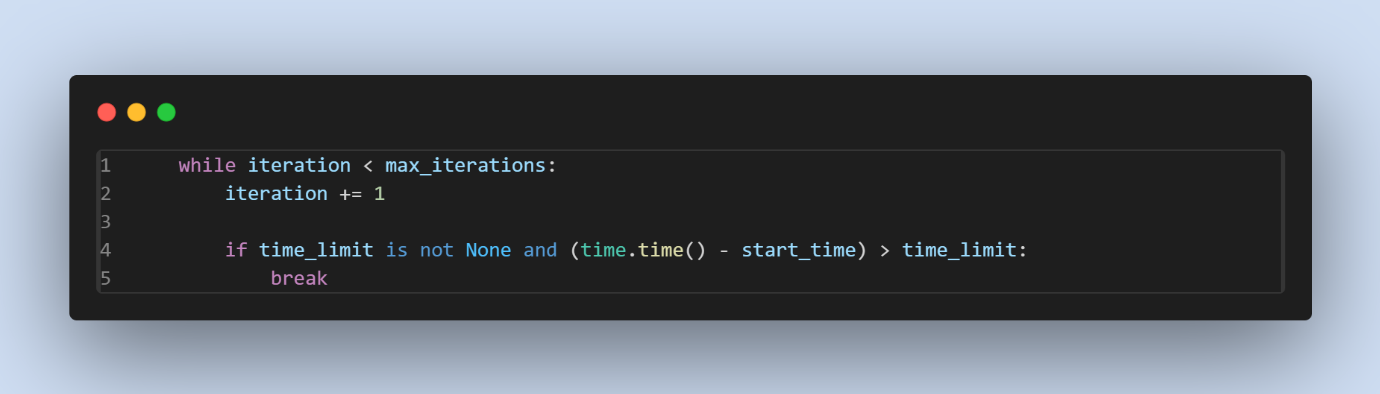 1 while iteration < max_iterations:
2 iteration += 1
3
4 if time_limit is not None and (time.time() - start_time) > time_limit:
5 break